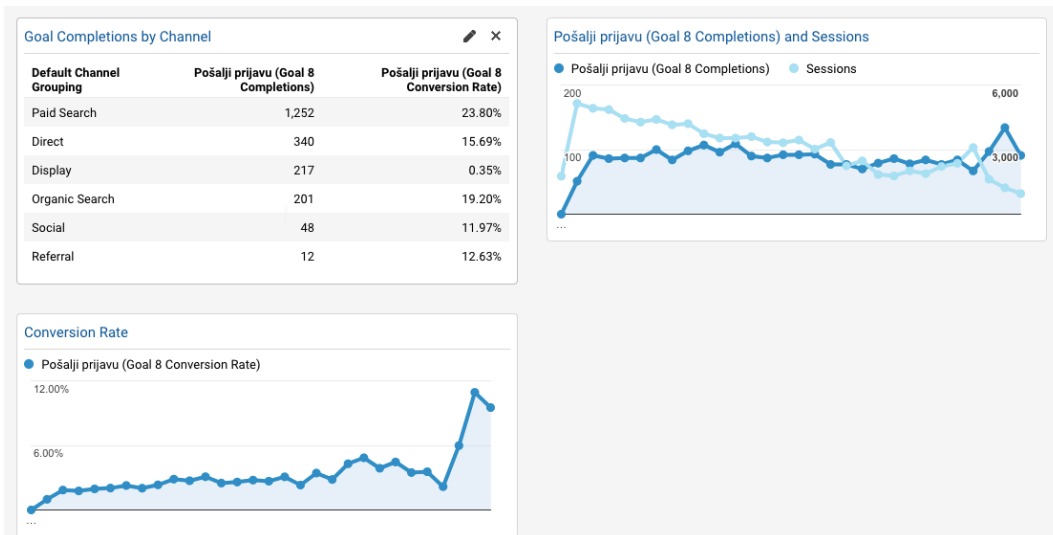 Goal Completions by Channel
Default Channel Grouping
Pošalji prijavu (Goal 8 Completions)
Pošalji prijavu (Goal 8 Conversion Rate)
Paid Search 1,252 23.80%
Direct 340 15.69%
Display 217 0.35%
Organic Search 201 19.20%
Social 48 11.97%
Referral 12 12.63%
Pošalji prijavu (Goal 8 Completions) and Sessions
Pošalji prijavu (Goal 8 Completions) Sessions
200 6,000
100 3,000
...
Conversion Rate
Pošalji prijavu (Goal 8 Conversion Rate)
12.00%
6.00%
...